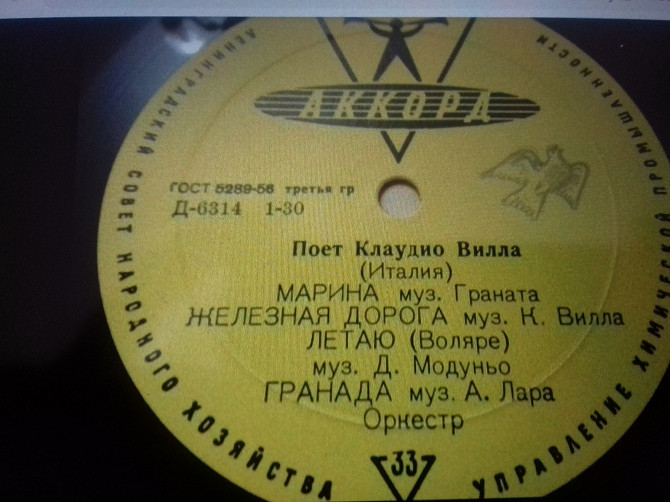 ЛЕНИНГРАДСКИЙ СОВЕТ НАРОДНОГО ХОЗЯЙСТВА
УПРАВЛЕНИЕ ХИМИЧЕСКОЙ ПРОМЫШЛЕННОСТИ
АККОРД
ГОСТ 5289-56 третья гр
Д-6314 1-30
Поет Клаудио Вилла
(Италия)
МАРИНА муз. Граната
ЖЕЛЕЗНАЯ ДОРОГА муз. К. Вилла
ЛЕТАЮ (Воляре)
муз. Д. Модуньо
ГРАНАДА муз. А. Лара
Оркестр
33